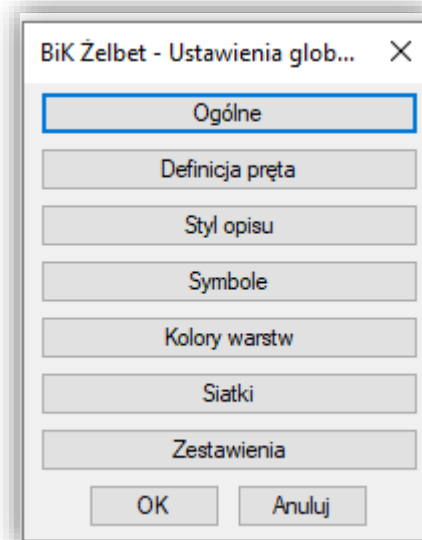 BiK Żelbet - Ustawienia glob...
Ogólne
Definicja pręta
Styl opisu
Symbole
Kolory warstw
Siatki
Zestawienia
OK Anuluj